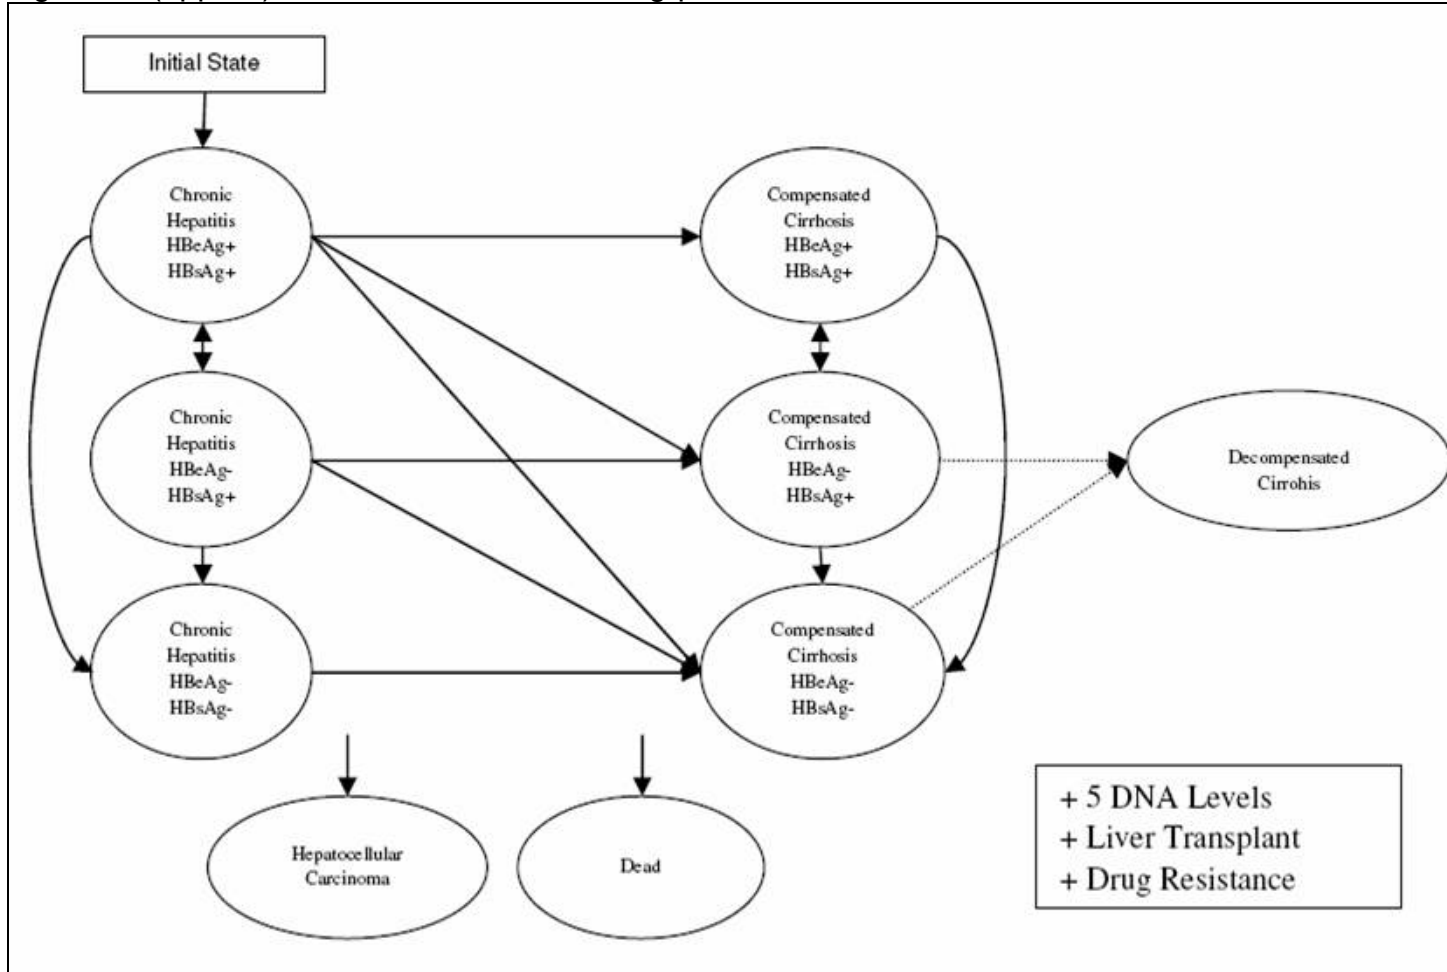 Initial State
Chronic
Hepatitis
HBeAg+
HBsAg+
Compensated
Cirrhosis
HBeAg+
HBsAg+
Chronic
Hepatitis
HBeAg-
HBsAg+
Compensated
Cirrhosis
HBeAg-
HBsAg+
Decompensated
Cirrohis
Chronic
Hepatitis
HBeAg-
HBsAg-
Compensated
Cirrhosis
HBeAg-
HBsAg-
Hepatocellular
Carcinoma
Dead
+ 5 DNA Levels
+ Liver Transplant
+ Drug Resistance